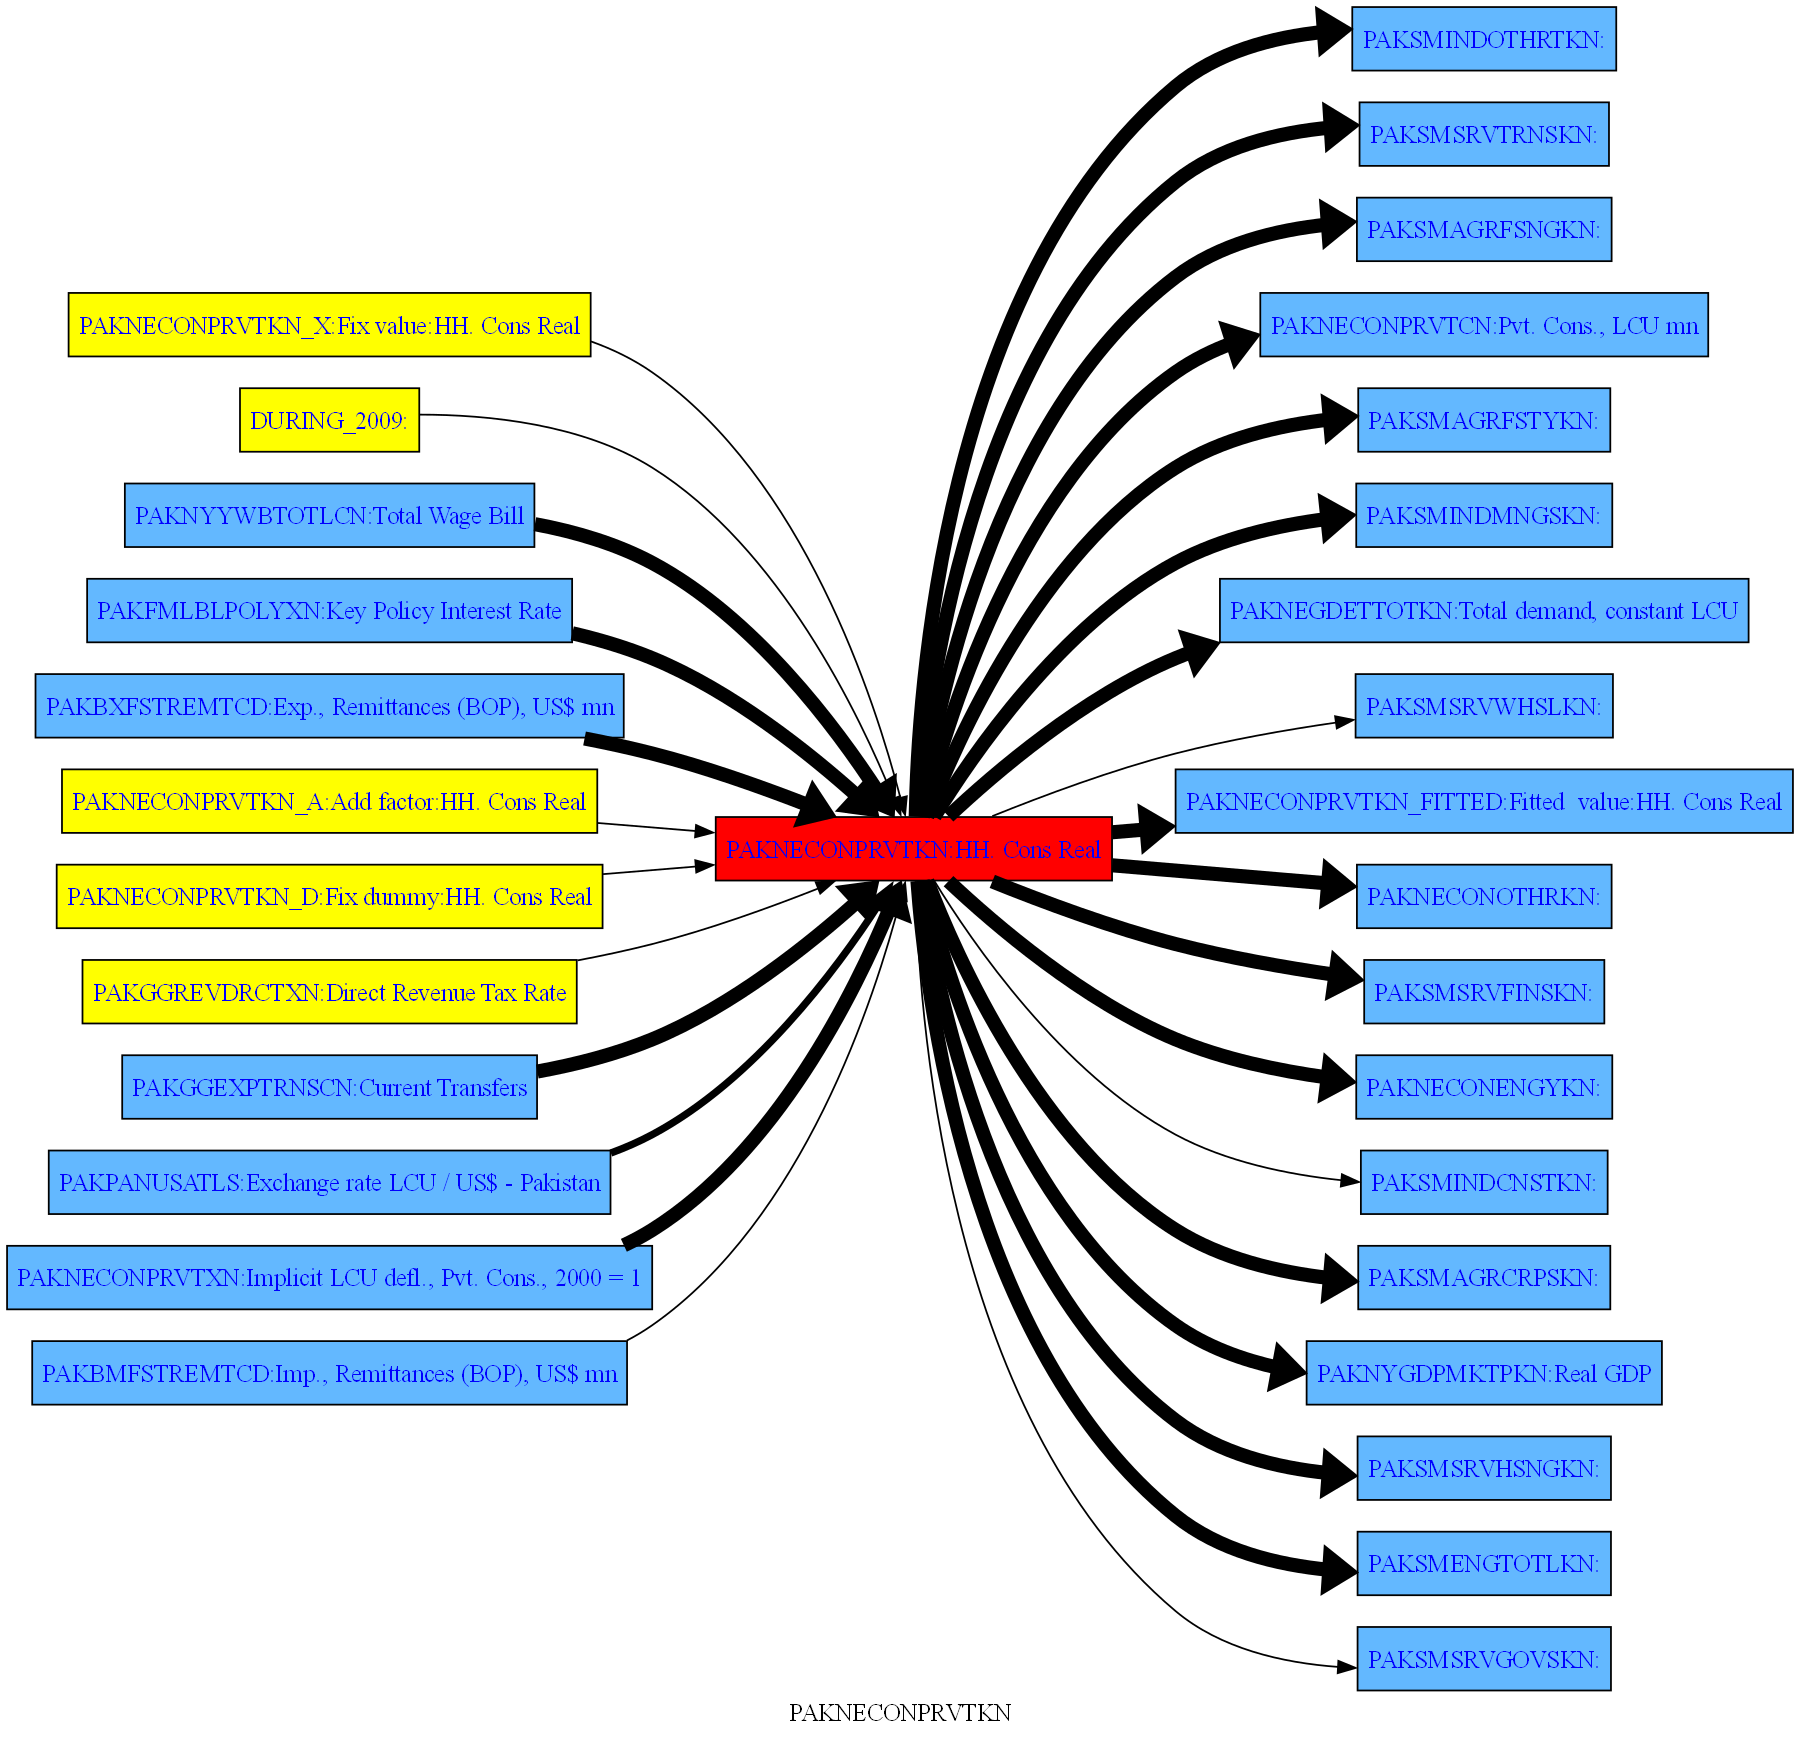 PAKSMINDOTHRTKN:
PAKSMSRVTRNSKN:
PAKSMAGRFSNGKN:
PAKNECONPRVTKN_X:Fix value:HH. Cons Real
PAKNECONPRVTCN:Pvt. Cons., LCU mn
DURING_2009:
PAKSMAGRFSTYKN:
PAKNYYWBTOTLCN:Total Wage Bill
PAKSMINDMNGSKN:
PAKFMLBLPOLYXN:Key Policy Interest Rate
PAKNEGDETTOTKN:Total demand, constant LCU
PAKBXFSTREMTCD:Exp., Remittances (BOP), US$ mn
PAKSMSRVWHSLKN:
PAKNECONPRVTKN_A:Add factor:HH. Cons Real
PAKNECONPRVTKN_FITTED:Fitted  value:HH. Cons Real
PAKNECONPRVTKN:HH. Cons Real
PAKNECONPRVTKN_D:Fix dummy:HH. Cons Real
PAKNECONOTHRKN:
PAKGGREVDRCTXN:Direct Revenue Tax Rate
PAKSMSRVFINSKN:
PAKGGEXPTRNSCN:Current Transfers
PAKNECONENGYKN:
PAKPANUSATLS:Exchange rate LCU / US$ - Pakistan
PAKSMINDCNSTKN:
PAKNECONPRVTXN:Implicit LCU defl., Pvt. Cons., 2000 = 1
PAKSMAGRCRPSKN:
PAKBMFSTREMTCD:Imp., Remittances (BOP), US$ mn
PAKNYGDPMKTPKN:Real GDP
PAKSMSRVHSNGKN:
PAKSMENGTOTLKN:
PAKSMSRVGOVSKN:
PAKNECONPRVTKN